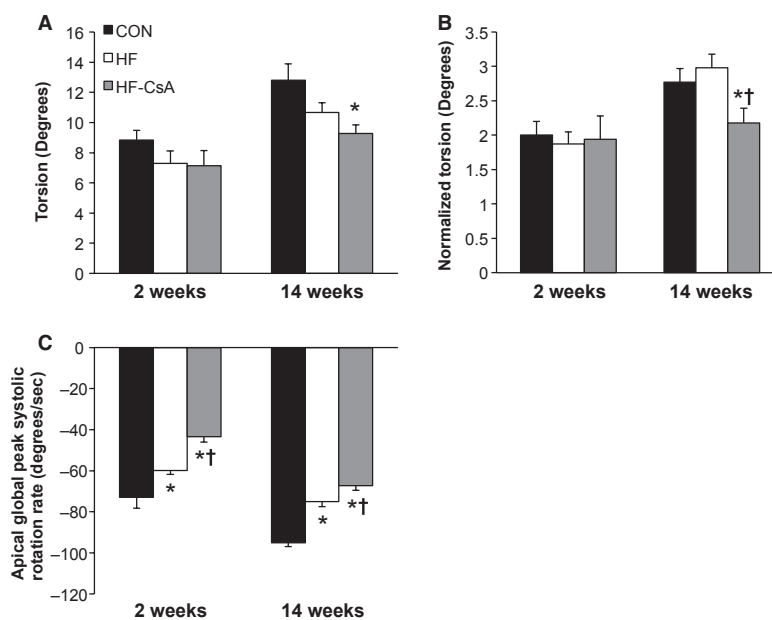 A
CON
HF
HF-CsA
Torsion (Degrees)
16
14
12
10
8
6
4
2
0
*
2 weeks
14 weeks
B
Normalized torsion (Degrees)
3.5
3
2.5
2
1.5
1
0.5
0
*†
2 weeks
14 weeks
C
Apical global peak systolic
rotation rate (degrees/sec)
0
–20
–40
–60
–80
–100
–120
*
*†
*
*†
2 weeks
14 weeks